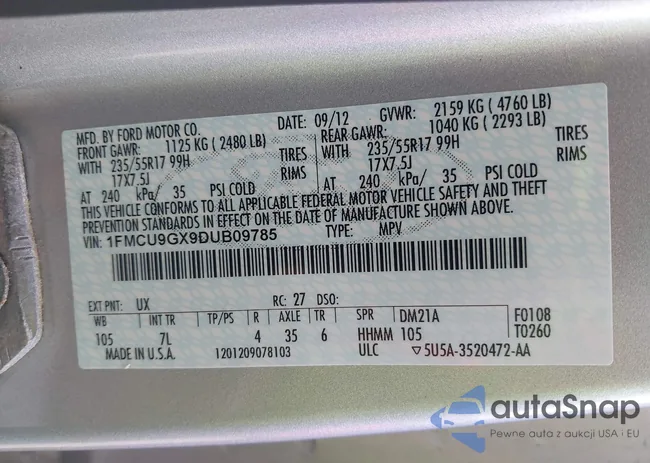 MFD. BY FORD MOTOR CO. DATE: 09/12 GVWR: 2159 KG ( 4760 LB)
FRONT GAWR: 1125 KG ( 2480 LB) REAR GAWR: 1040 KG ( 2293 LB)
WITH 235/55R17 99H TIRES WITH 235/55R17 99H TIRES
17X7.5J RIMS 17X7.5J RIMS
AT 240 kPa/ 35 PSI COLD AT 240 kPa/ 35 PSI COLD
THIS VEHICLE CONFORMS TO ALL APPLICABLE FEDERAL MOTOR VEHICLE SAFETY AND THEFT
PREVENTION STANDARDS IN EFFECT ON THE DATE OF MANUFACTURE SHOWN ABOVE.
VIN: 1FMCU9GX9DUB09785 TYPE: MPV
EXT PNT: UX RC: 27 DSO:
WB INT TR TP/PS R AXLE TR SPR DM21A F0108
105 7L 4 35 6 HHMM 105 T0260
MADE IN U.S.A. 1201209078103 ULC ▽5U5A-3520472-AA
autaSnap
Pewne auta z aukcji USA i EU